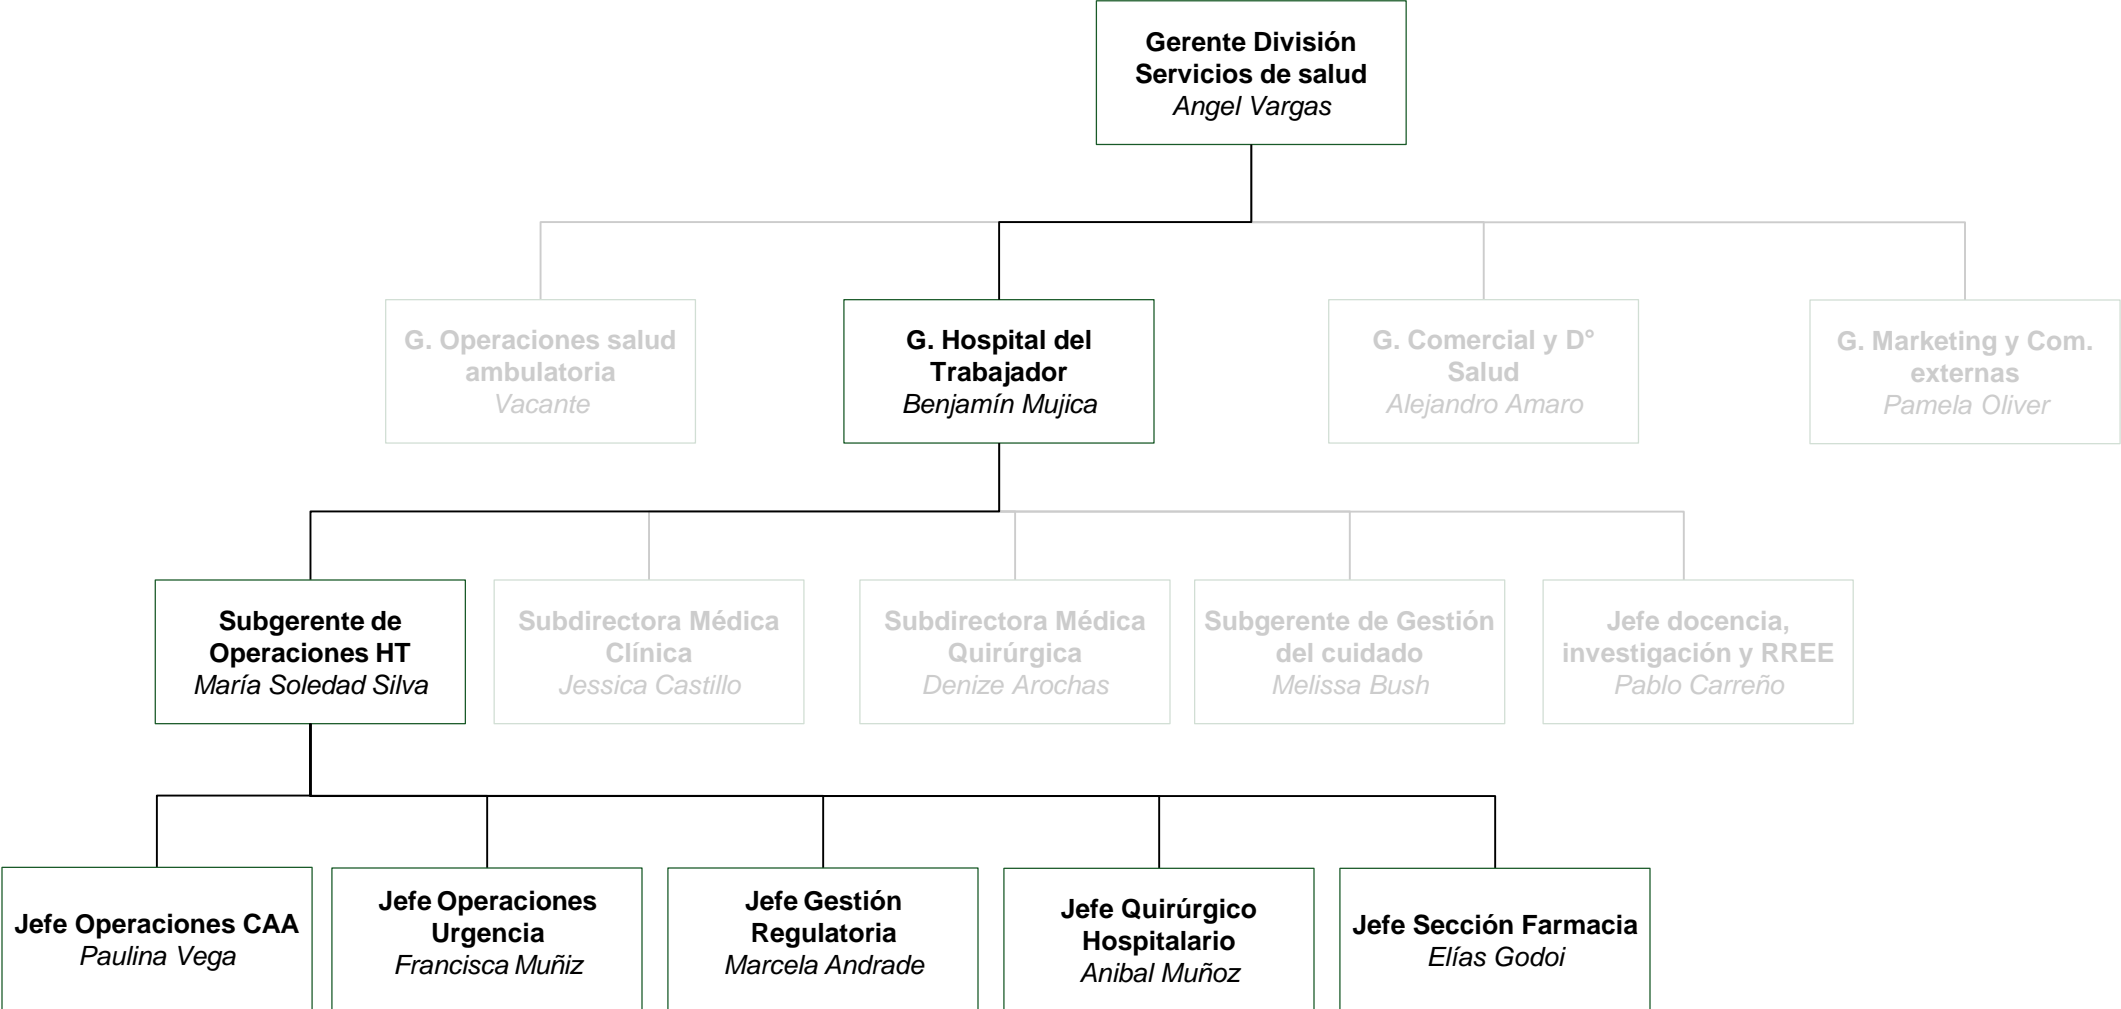 Gerente División
Servicios de salud
Angel Vargas
G. Operaciones salud
ambulatoria
Vacante
G. Hospital del
Trabajador
Benjamín Mujica
G. Comercial y D°
Salud
Alejandro Amaro
G. Marketing y Com.
externas
Pamela Oliver
Subgerente de
Operaciones HT
María Soledad Silva
Subdirectora Médica
Clínica
Jessica Castillo
Subdirectora Médica
Quirúrgica
Denize Arochas
Subgerente de Gestión
del cuidado
Melissa Bush
Jefe docencia,
investigación y RREE
Pablo Carreño
Jefe Operaciones CAA
Paulina Vega
Jefe Operaciones
Urgencia
Francisca Muñiz
Jefe Gestión
Regulatoria
Marcela Andrade
Jefe Quirúrgico
Hospitalario
Anibal Muñoz
Jefe Sección Farmacia
Elías Godoi